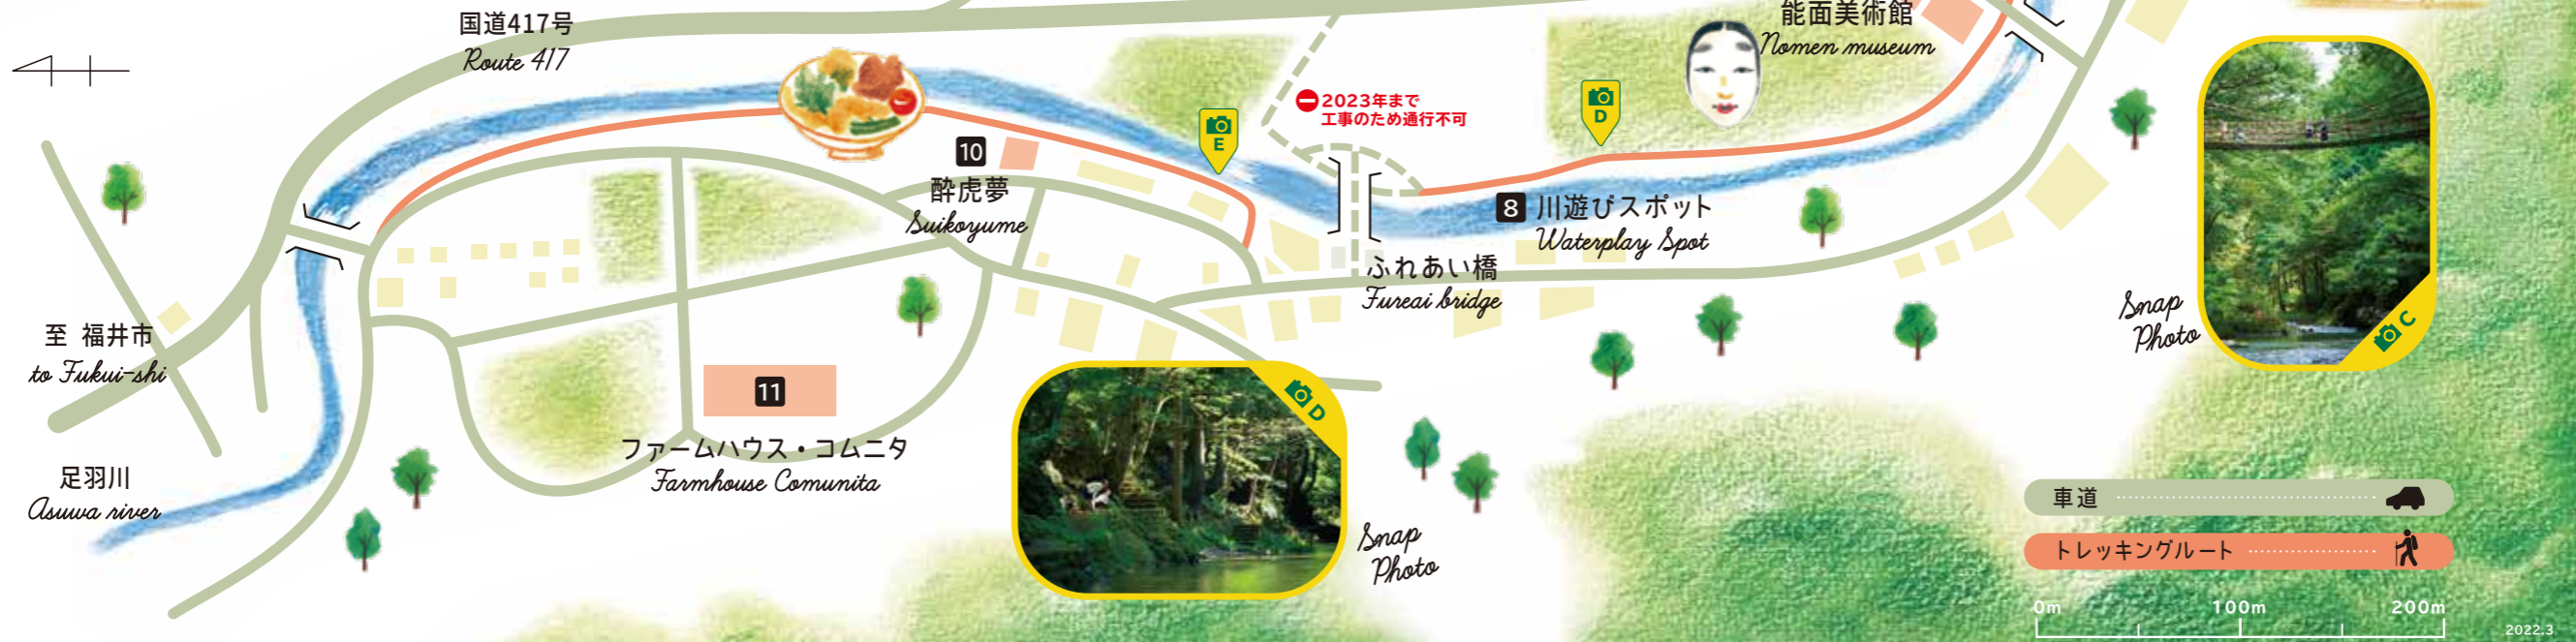 国道417号
Route 417
能面美術館
Nomen museum
2023年まで
工事のため通行不可
D
E
10
酔虎夢
Suikoyume
8 川遊びスポット
Waterplay Spot
ふれあい橋
Fureai bridge
至 福井市
to Fukui-shi
Snap
Photo
C
11
ファームハウス・コムニタ
Farmhouse Comunita
D
足羽川
Asuwa river
Snap
Photo
車道
トレッキングルート
0m 100m 200m
2022.3